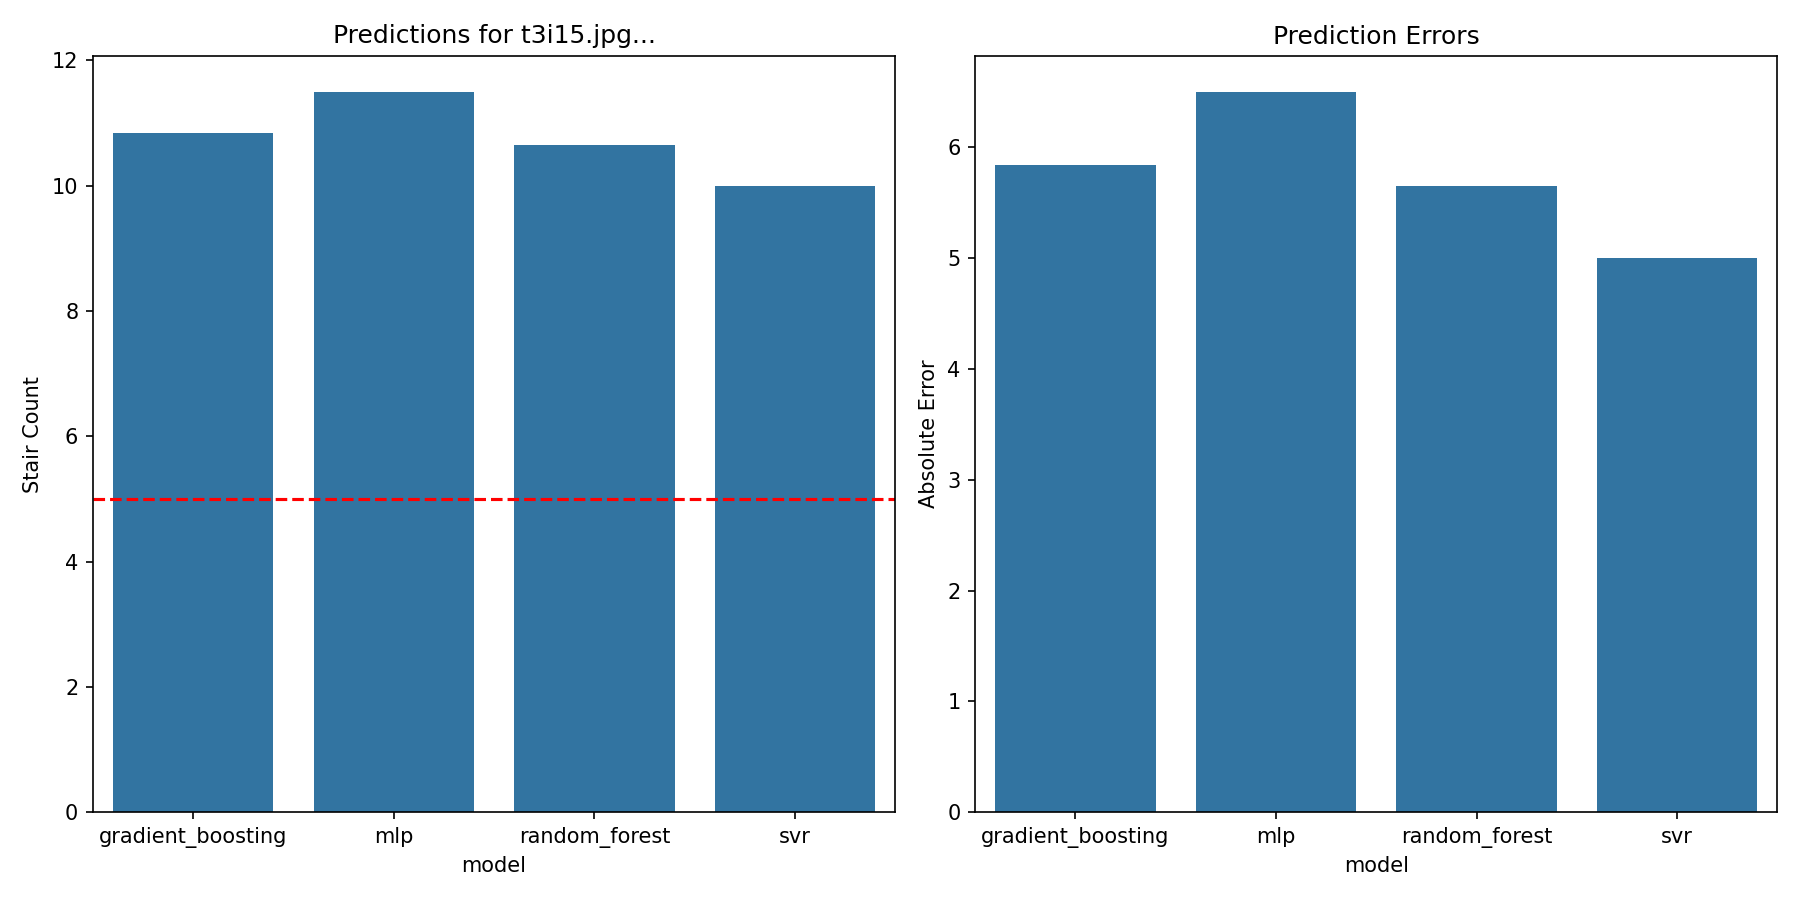 Predictions for t3i15.jpg...
12
10
8
6
4
2
0
Stair Count
gradient_boosting mlp random_forest svr
model
Prediction Errors
6
5
4
3
2
1
0
Absolute Error
gradient_boosting mlp random_forest svr
model